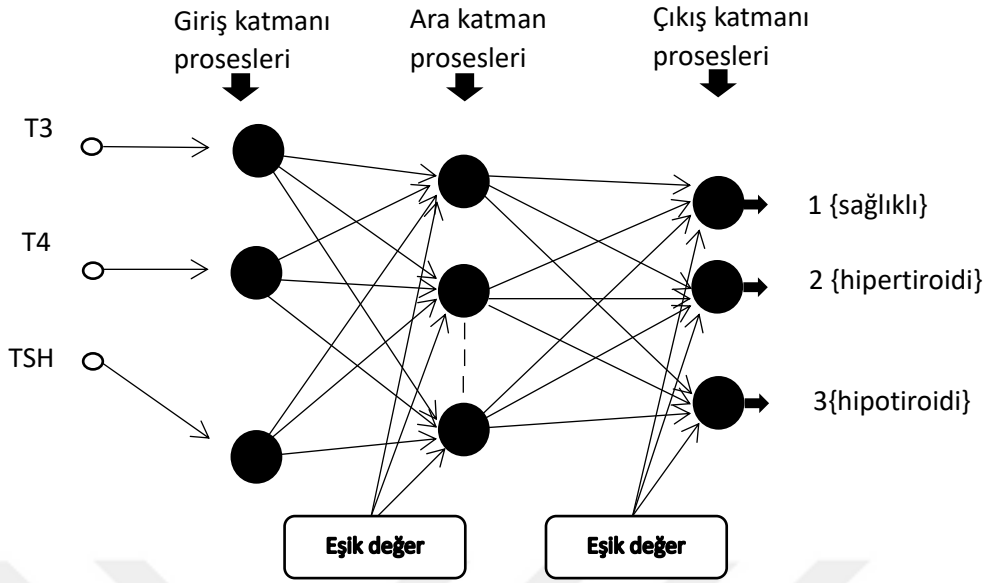 Giriş katmanı
prosesleri
Ara katman
prosesleri
Çıkış katmanı
prosesleri
T3
T4
TSH
1 {sağlıklı}
2 {hipertiroidi}
3{hipotiroidi}
Eşik değer
Eşik değer